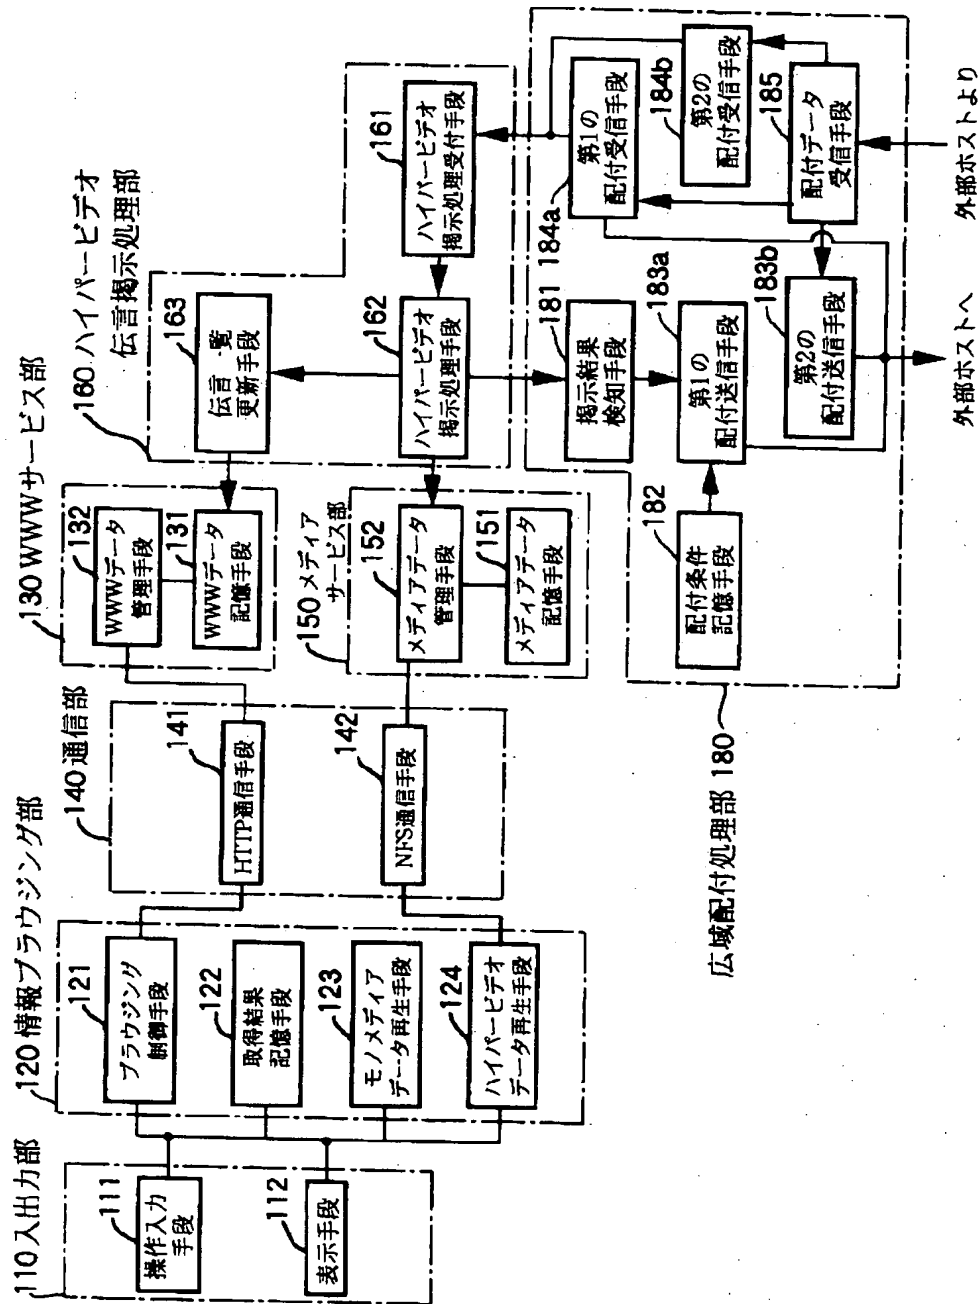 110 入出力部
111
操作入力
手段
112
表示手段
120 情報ブラウジング部
121
ブラウジング
制御手段
122
取得結果
記憶手段
123
モノメディア
データ再生手段
124
ハイパービデオ
データ再生手段
140 通信部
141
HTTP通信手段
142
NFS通信手段
130 WWWサービス部
132
WWWデータ
管理手段
131
WWWデータ
記憶手段
150 メディア
サービス部
152
メディアデータ
管理手段
151
メディアデータ
記憶手段
160 ハイパービデオ
伝言掲示処理部
163
伝言一覧
更新手段
162
ハイパービデオ
掲示処理手段
161
ハイパービデオ
掲示処理受付手段
広域配付処理部 180
182
配付条件
記憶手段
181
掲示結果
検知手段
183a
第1の
配付送信手段
183b
第2の
配付送信手段
184a
第1の
配付受信手段
184b
第2の
配付受信手段
185
配付データ
受信手段
外部ホストへ
外部ホストより